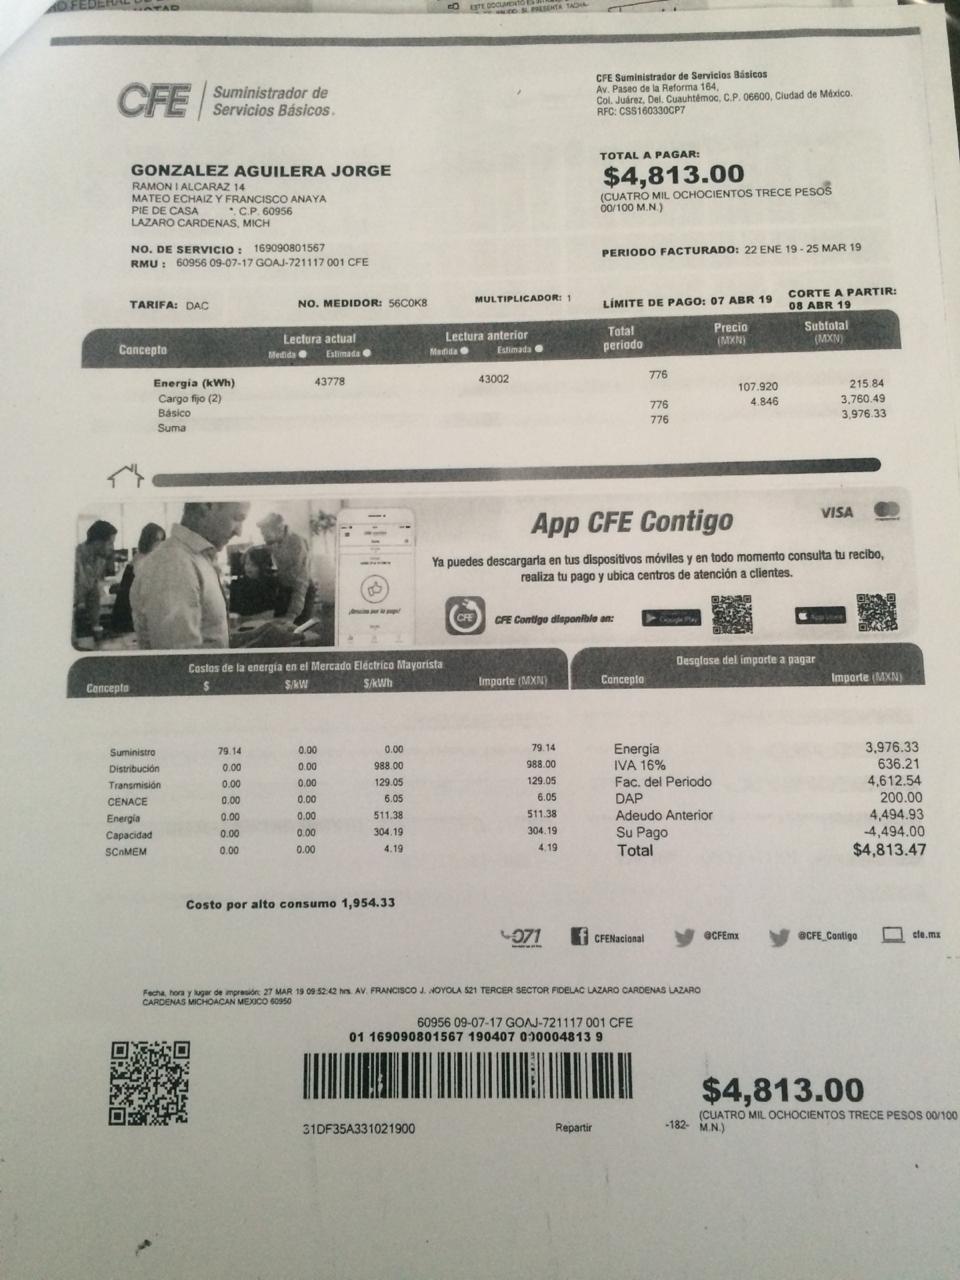 CFE Suministrador de
Servicios Básicos.
CFE Suministrador de Servicios Básicos
Av. Paseo de la Reforma 164,
Col. Juárez, Del. Cuauhtémoc, C.P. 06600, Ciudad de México.
RFC: CSS160330CP7
GONZALEZ AGUILERA JORGE
RAMON I ALCARAZ 14
MATEO ECHAIZ Y FRANCISCO ANAYA
PIE DE CASA *. C.P. 60956
LAZARO CARDENAS, MICH
TOTAL A PAGAR:
$4,813.00
(CUATRO MIL OCHOCIENTOS TRECE PESOS
00/100 M.N.)
NO. DE SERVICIO : 169090801567
RMU : 60956 09-07-17 GOAJ-721117 001 CFE
PERIODO FACTURADO: 22 ENE 19 - 25 MAR 19
TARIFA: DAC NO. MEDIDOR: 56C0K8 MULTIPLICADOR: 1 LÍMITE DE PAGO: 07 ABR 19 CORTE A PARTIR:
08 ABR 19
Concepto Lectura actual Lectura anterior Total periodo Precio (MXN) Subtotal (MXN)
Medida Estimada Medida Estimada
Energía (kWh) 43778 43002 776
Cargo fijo (2) 107.920 215.84
Básico 776 4.846 3,760.49
Suma 776 3,976.33
App CFE Contigo
VISA
Ya puedes descargarla en tus dispositivos móviles y en todo momento consulta tu recibo,
realiza tu pago y ubica centros de atención a clientes.
CFE
CFE Contigo disponible en: Google Play App Store
Costos de la energía en el Mercado Eléctrico Mayorista
Concepto $ $/kW $/kWh Importe (MXN)
Suministro 79.14 0.00 0.00 79.14
Distribución 0.00 0.00 988.00 988.00
Transmisión 0.00 0.00 129.05 129.05
CENACE 0.00 0.00 6.05 6.05
Energía 0.00 0.00 511.38 511.38
Capacidad 0.00 0.00 304.19 304.19
SCnMEM 0.00 0.00 4.19 4.19
Desglose del importe a pagar
Concepto Importe (MXN)
Energía 3,976.33
IVA 16% 636.21
Fac. del Periodo 4,612.54
DAP 200.00
Adeudo Anterior 4,494.93
Su Pago -4,494.00
Total $4,813.47
Costo por alto consumo 1,954.33
071 CFENacional @CFEmx @CFE_Contigo cfe.mx
Fecha, hora y lugar de impresión: 27 MAR 19 09:52:42 hrs. AV. FRANCISCO J. NOYOLA 521 TERCER SECTOR FIDELAC LAZARO CARDENAS LAZARO
CARDENAS MICHOACAN MEXICO 60950
60956 09-07-17 GOAJ-721117 001 CFE
01 169090801567 190407 000004813 9
31DF35A331021900 Repartir -182-
$4,813.00
(CUATRO MIL OCHOCIENTOS TRECE PESOS 00/100
M.N.)